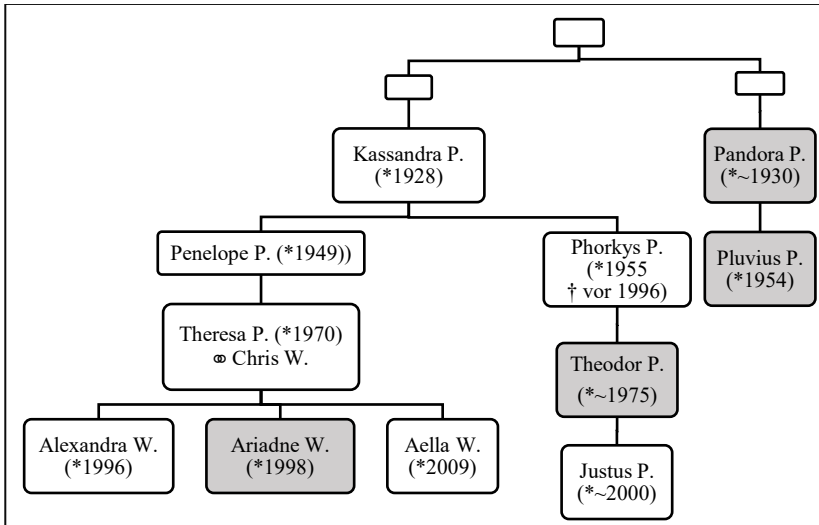 Kassandra P.
(*1928)
Pandora P.
(*~1930)
Penelope P. (*1949))
Phorkys P.
(*1955
† vor 1996)
Pluvius P.
(*1954)
Theresa P. (*1970)
⚭ Chris W.
Theodor P.
(*~1975)
Alexandra W.
(*1996)
Ariadne W.
(*1998)
Aella W.
(*2009)
Justus P.
(*~2000)